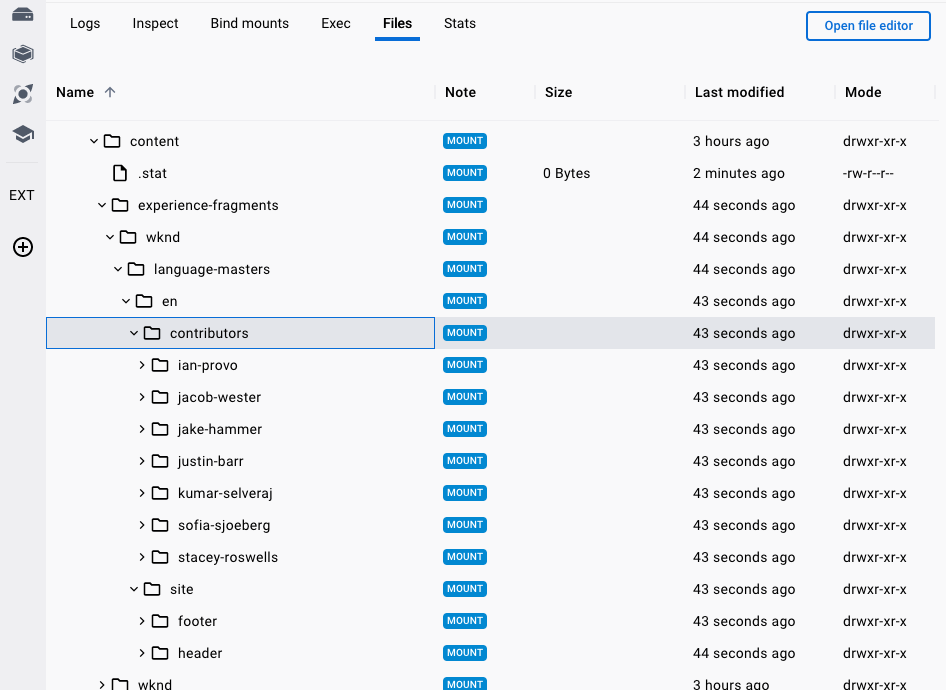 Logs Inspect Bind mounts Exec Files Stats Open file editor
Name Note Size Last modified Mode
content MOUNT 3 hours ago drwxr-xr-x
.stat MOUNT 0 Bytes 2 minutes ago -rw-r--r--
EXT
experience-fragments MOUNT 44 seconds ago drwxr-xr-x
wknd MOUNT 44 seconds ago drwxr-xr-x
language-masters MOUNT 44 seconds ago drwxr-xr-x
en MOUNT 43 seconds ago drwxr-xr-x
contributors MOUNT 43 seconds ago drwxr-xr-x
ian-provo MOUNT 43 seconds ago drwxr-xr-x
jacob-wester MOUNT 43 seconds ago drwxr-xr-x
jake-hammer MOUNT 43 seconds ago drwxr-xr-x
justin-barr MOUNT 43 seconds ago drwxr-xr-x
kumar-selveraj MOUNT 43 seconds ago drwxr-xr-x
sofia-sjoeberg MOUNT 43 seconds ago drwxr-xr-x
stacey-roswells MOUNT 43 seconds ago drwxr-xr-x
site MOUNT 43 seconds ago drwxr-xr-x
footer MOUNT 43 seconds ago drwxr-xr-x
header MOUNT 44 seconds ago drwxr-xr-x
wknd MOUNT 3 hours ago drwxr-xr-x